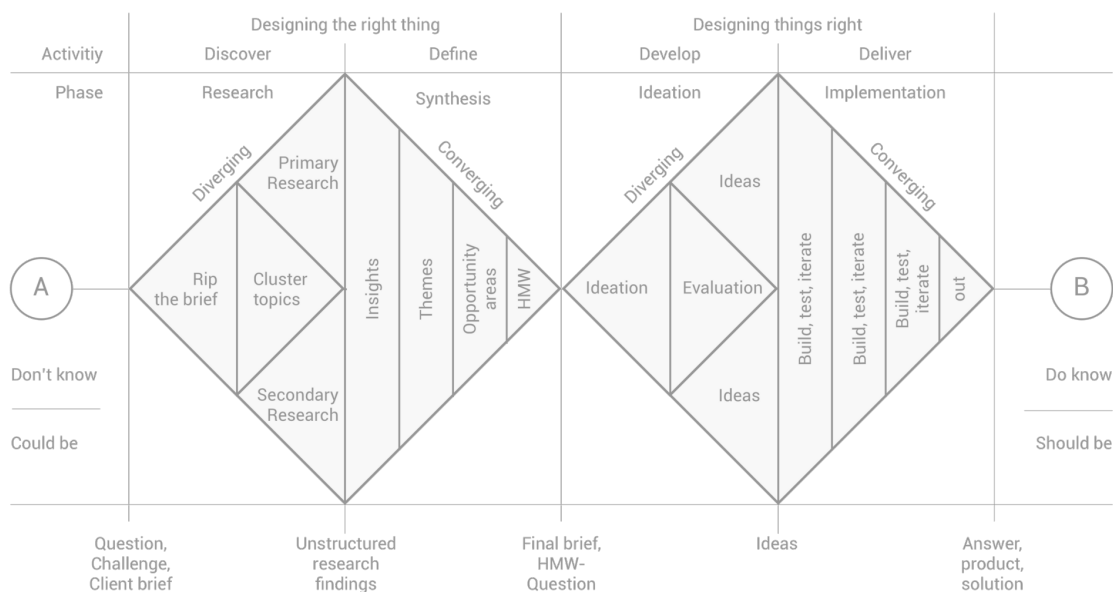 Designing the right thing
Designing things right
Activitiy
Discover
Define
Develop
Deliver
Phase
Research
Synthesis
Ideation
Implementation
Diverging
Converging
Diverging
Converging
Primary
Research
Ideas
A
Rip
the brief
Cluster
topics
Insights
Themes
Opportunity
areas
HMW
Ideation
Evaluation
Build, test, iterate
Build, test, iterate
Build, test,
iterate
out
B
Don't know
Could be
Secondary
Research
Ideas
Do know
Should be
Question,
Challenge,
Client brief
Unstructured
research
findings
Final brief,
HMW-
Question
Ideas
Answer,
product,
solution